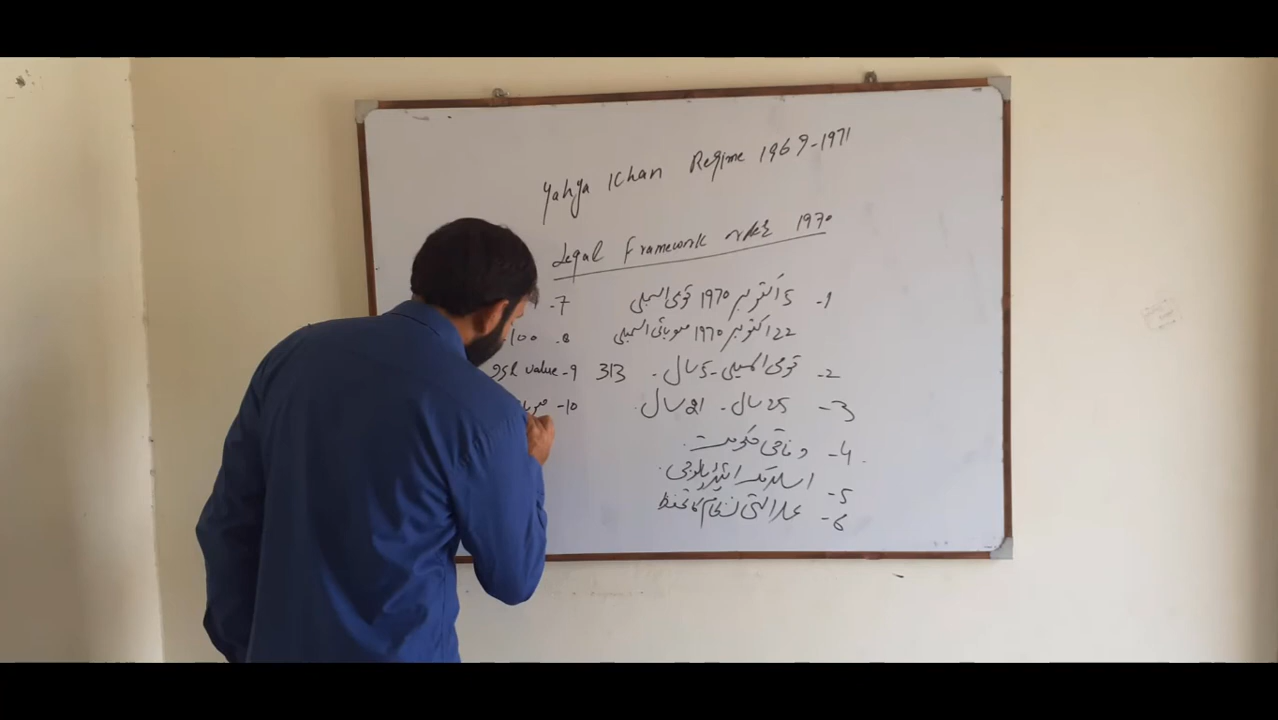 Yahya Khan Regime 1969-1971
Legal Framework order 1970
1- 5 اکتوبر 1970 قومی اسمبلی
22 اکتوبر 1970 صوبائی اسمبلی
2- قومی اسمبلی - 5 سال . 313
3- 25 سال . 21 سال .
4- وفاقی حکومت .
5- اسلامک آئیڈیالوجی .
6- عدالتی نظام کا تحفظ
7-
8. 100
9- value
10-